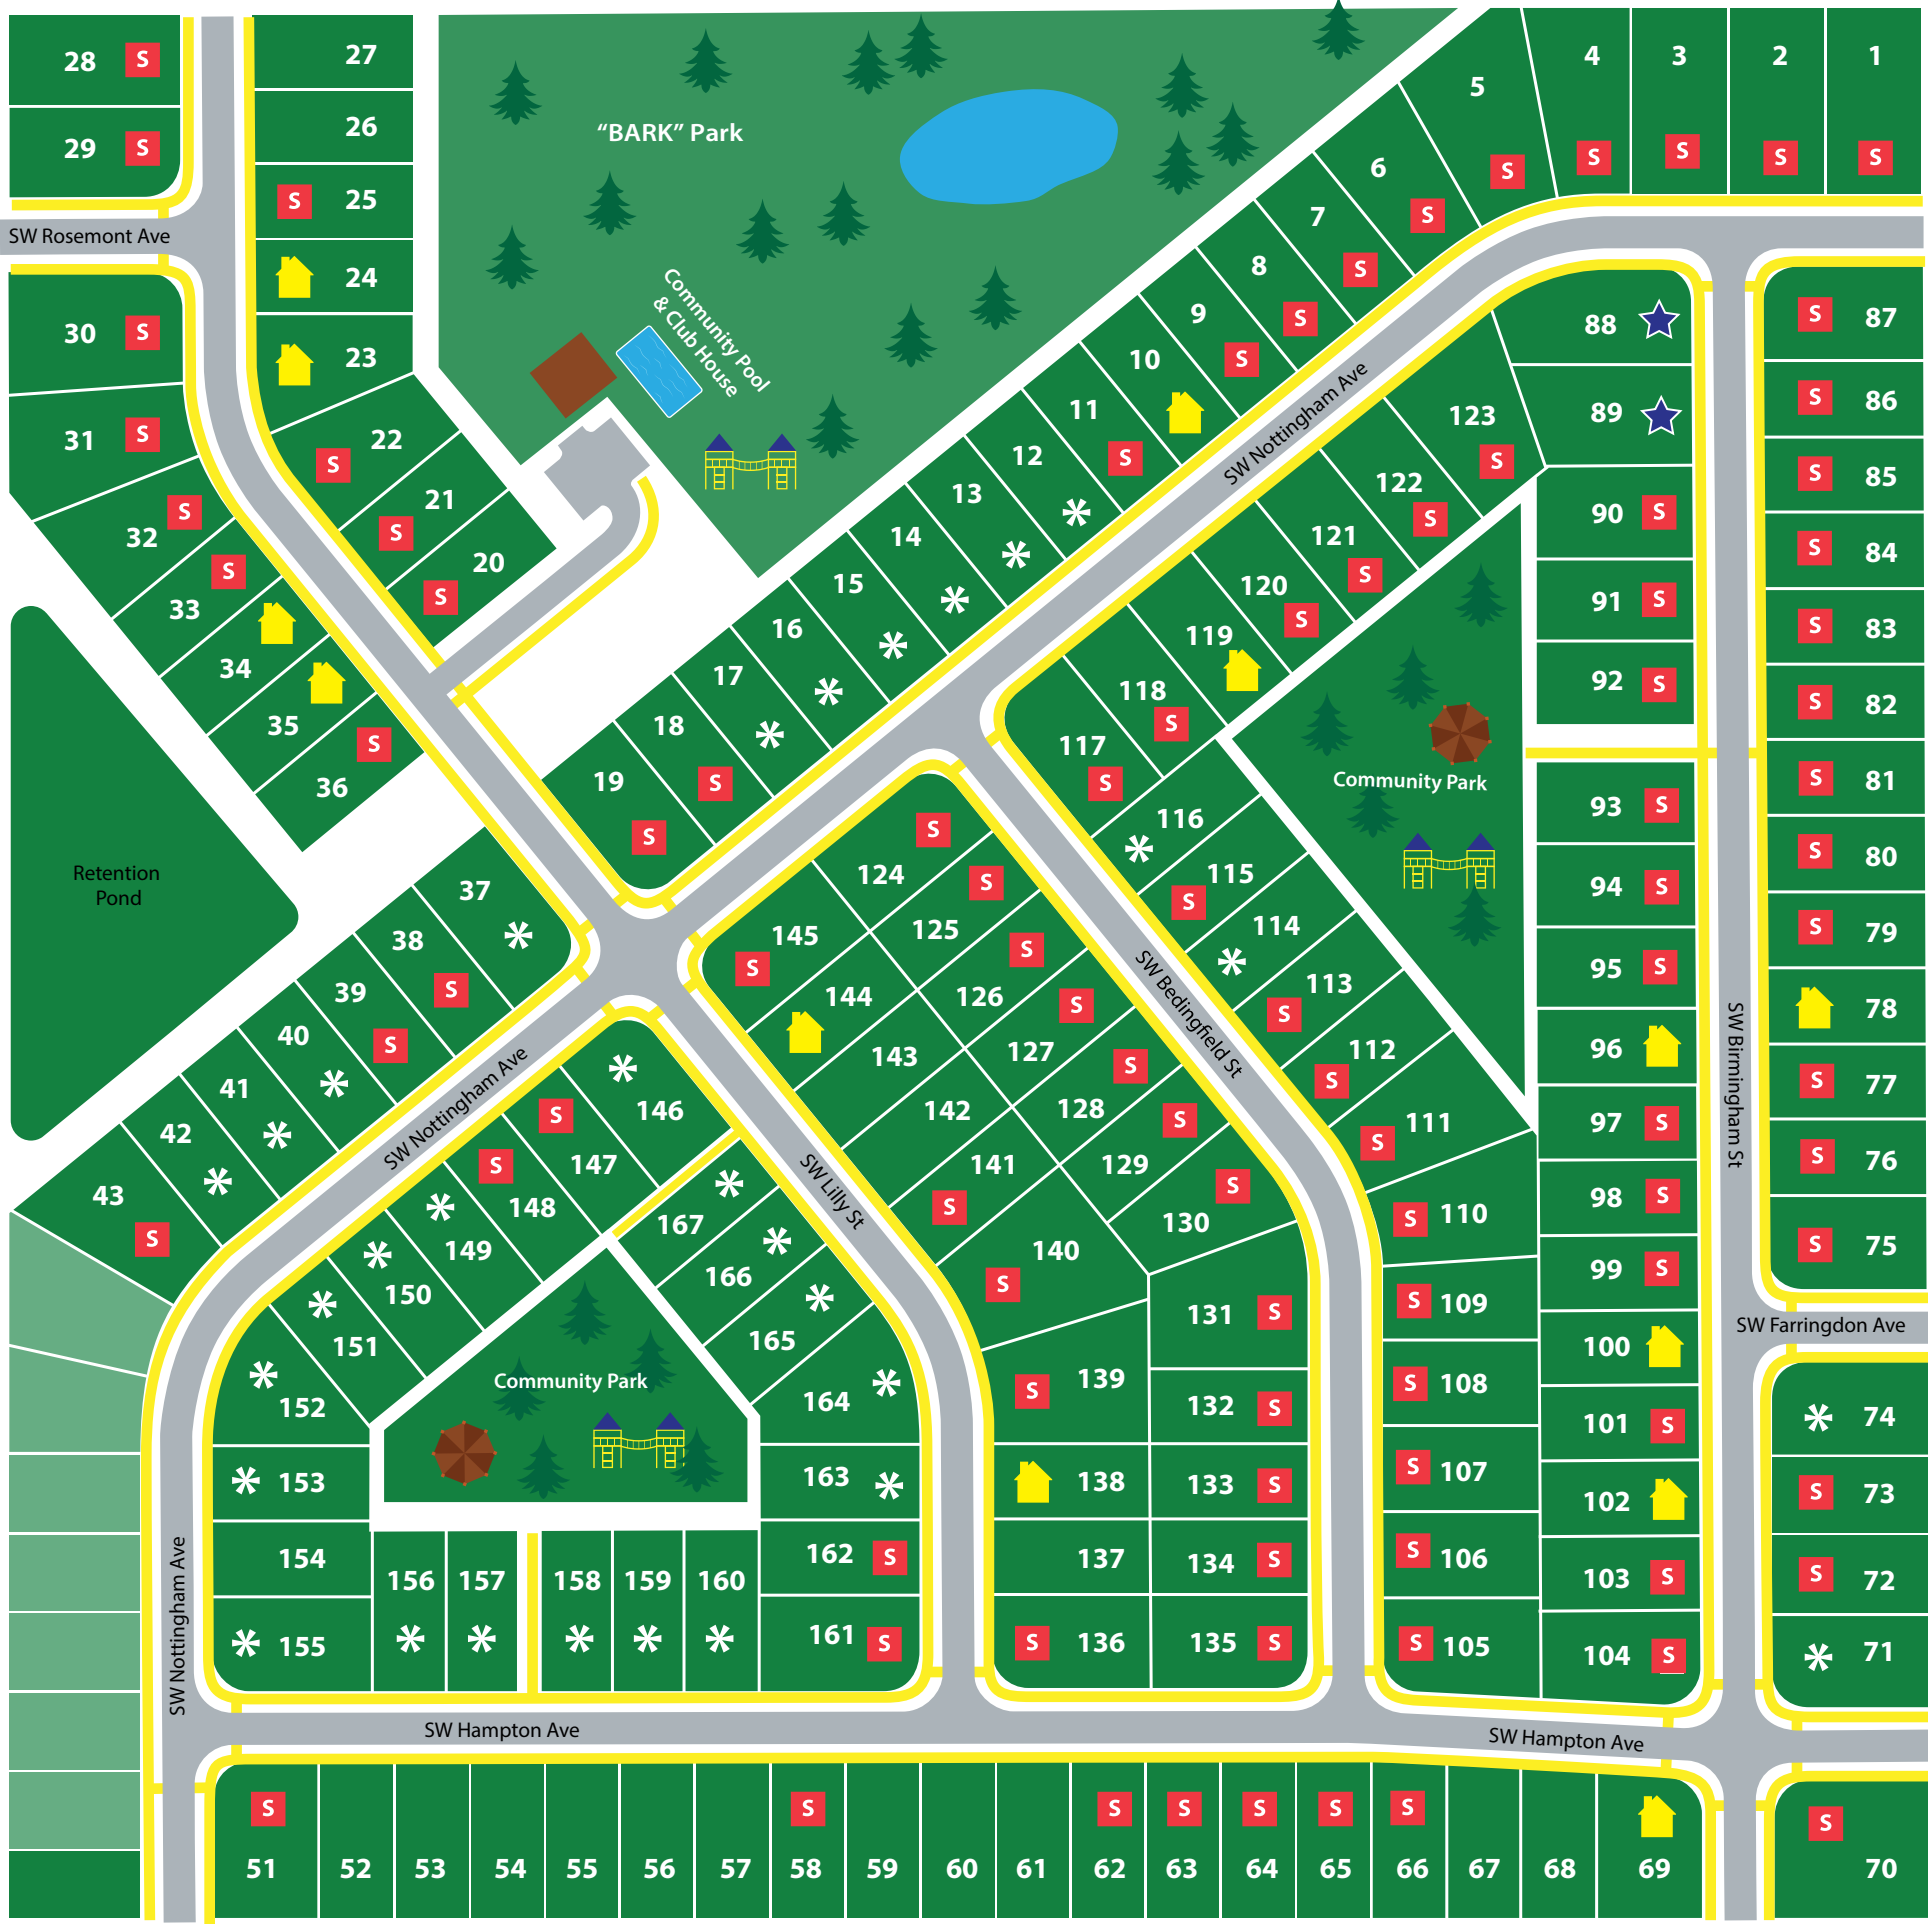 28 S
29 S
27
26
S 25
24
23
SW Rosemont Ave
30 S
31 S
32 S
33 S
34
35
36 S
S 22
S 21
S 20
"BARK" Park
Community Pool
& Club House
1 S
2 S
3 S
4 S
5 S
6 S
7 S
8 S
9 S
10
11 S
12 *
13 *
14 *
15 *
16 *
17 *
18 S
19 S
SW Nottingham Ave
88
89
90 S
91 S
92 S
93 S
94 S
95 S
96
97 S
98 S
99 S
100
101 S
102
103 S
104 S
S 87
S 86
S 85
S 84
S 83
S 82
S 81
S 80
S 79
78
S 77
S 76
S 75
SW Birmingham St
SW Farringdon Ave
* 74
S 73
S 72
* 71
123 S
122 S
121 S
120 S
119
118 S
117 S
116 *
115 S
114 *
113 S
112 S
111 S
S 110
S 109
S 108
S 107
S 106
S 105
Community Park
SW Bedingfield St
124 S
125 S
126 S
127 S
128 S
129 S
130 S
131 S
132 S
133 S
134 S
135 S
145 S
144
143
142
141 S
140 S
S 139
138
137
S 136
SW Lilly St
Retention
Pond
37 *
38 S
39 S
40 *
41 *
42 *
43 S
SW Nottingham Ave
146 *
147 S
148 S
149 *
150 *
151 *
152 *
* 153
154
* 155
156 *
157 *
158 *
159 *
160 *
161 S
162 S
163 *
164 *
165 *
166 *
167 *
Community Park
SW Nottingham Ave
SW Hampton Ave
SW Hampton Ave
S 51
52
53
54
55
56
57
S 58
59
60
61
S 62
S 63
S 64
S 65
S 66
67
68
69
S 70